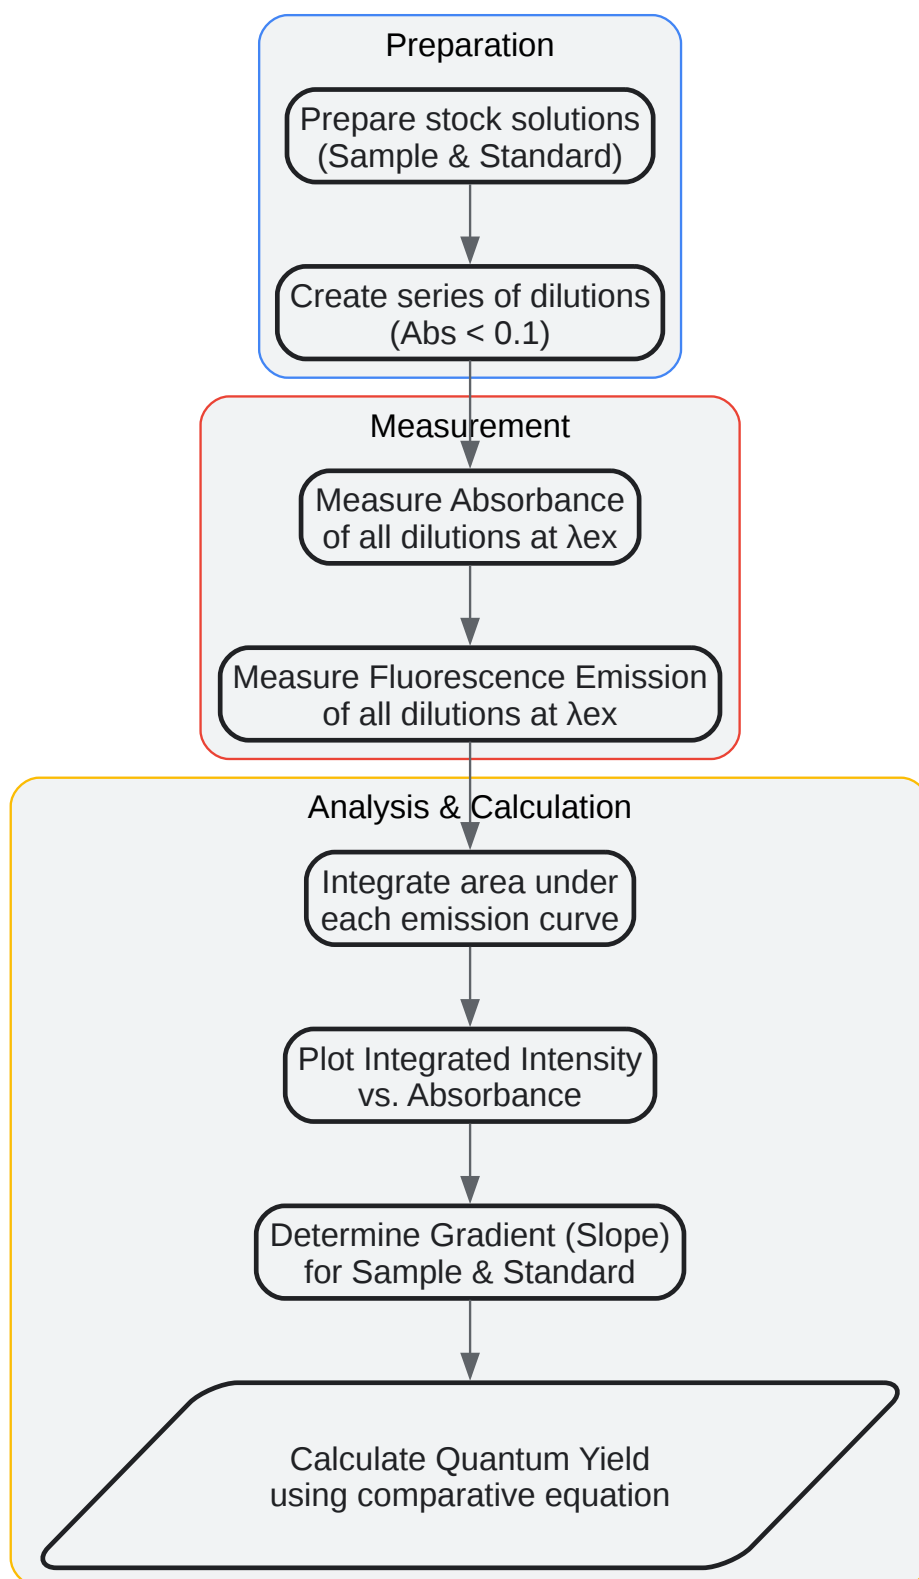 Preparation
Prepare stock solutions
(Sample & Standard)
Create series of dilutions
(Abs < 0.1)
Measurement
Measure Absorbance
of all dilutions at λex
Measure Fluorescence Emission
of all dilutions at λex
Analysis & Calculation
Integrate area under
each emission curve
Plot Integrated Intensity
vs. Absorbance
Determine Gradient (Slope)
for Sample & Standard
Calculate Quantum Yield
using comparative equation